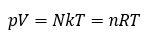 pV = NkT = nRT